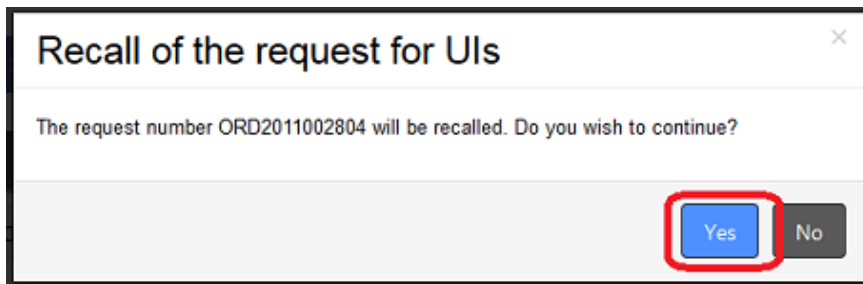 Recall of the request for UIs
×
The request number ORD2011002804 will be recalled. Do you wish to continue?
Yes
No